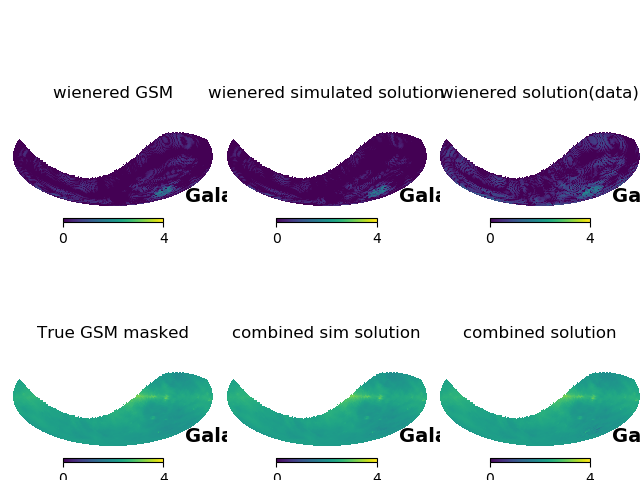 wienered GSM
wienered simulated solution
wienered solution(data)
Gala
Gala
Ga
0 4
0 4
0 4
True GSM masked
combined sim solution
combined solution
Gala
Gala
Ga
0 4
0 4
0 4